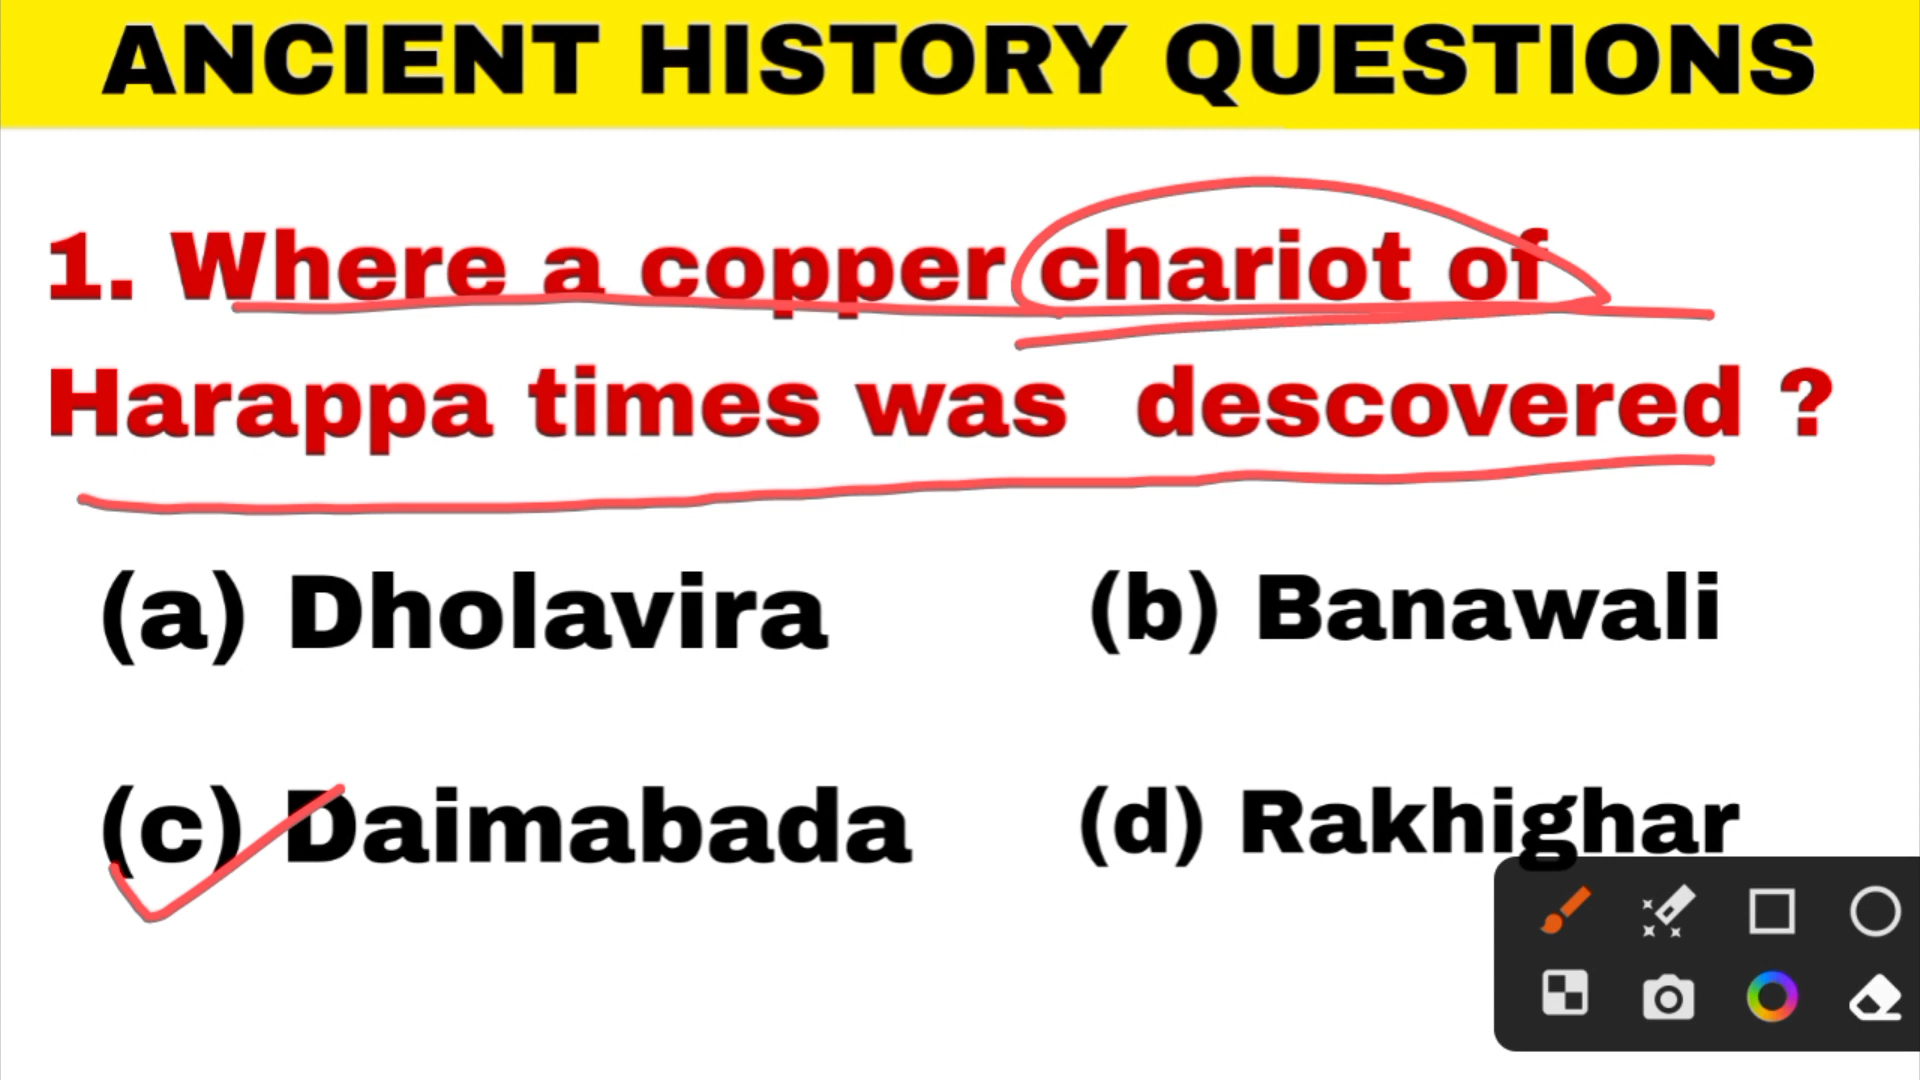 ANCIENT HISTORY QUESTIONS
1. Where a copper chariot of
Harappa times was descovered ?
(a) Dholavira
(b) Banawali
(c) Daimabada
(d) Rakhighar